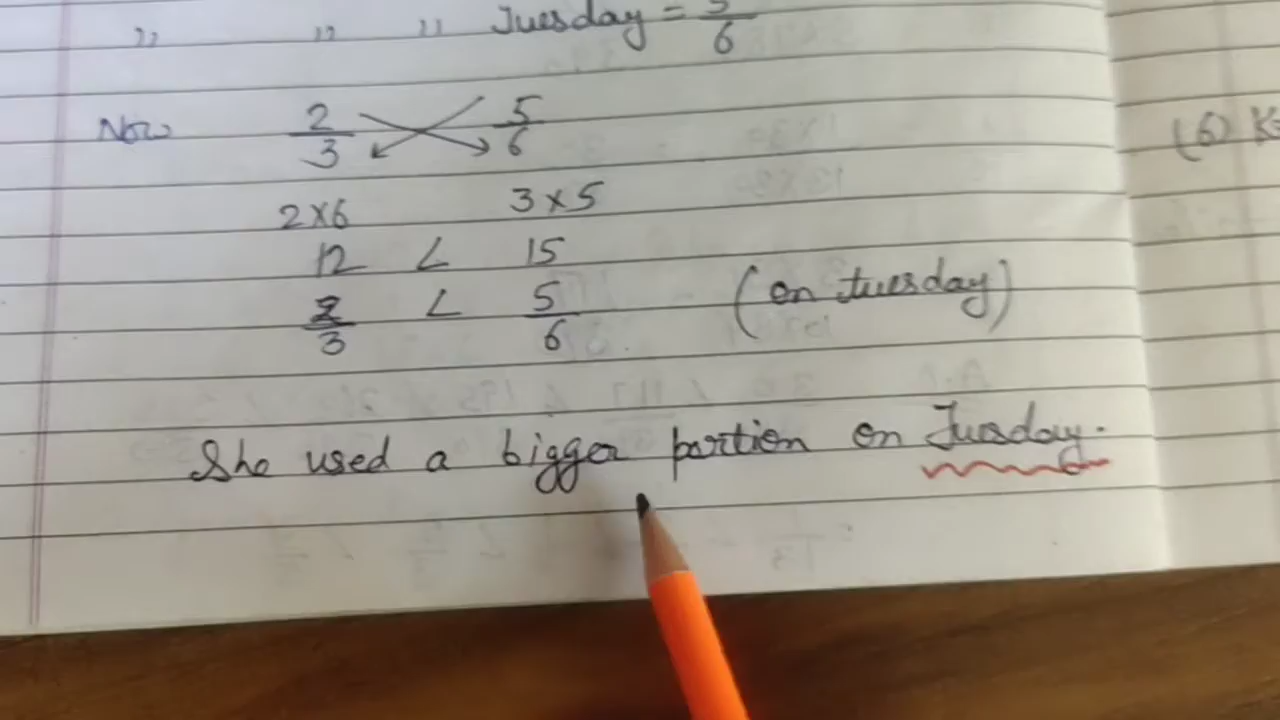 " " " Tuesday = 5/6
Now 2/3 5/6
2×6 3×5
12 < 15
2/3 < 5/6 (on tuesday)
She used a bigger portion on Tuesday.
(6) K